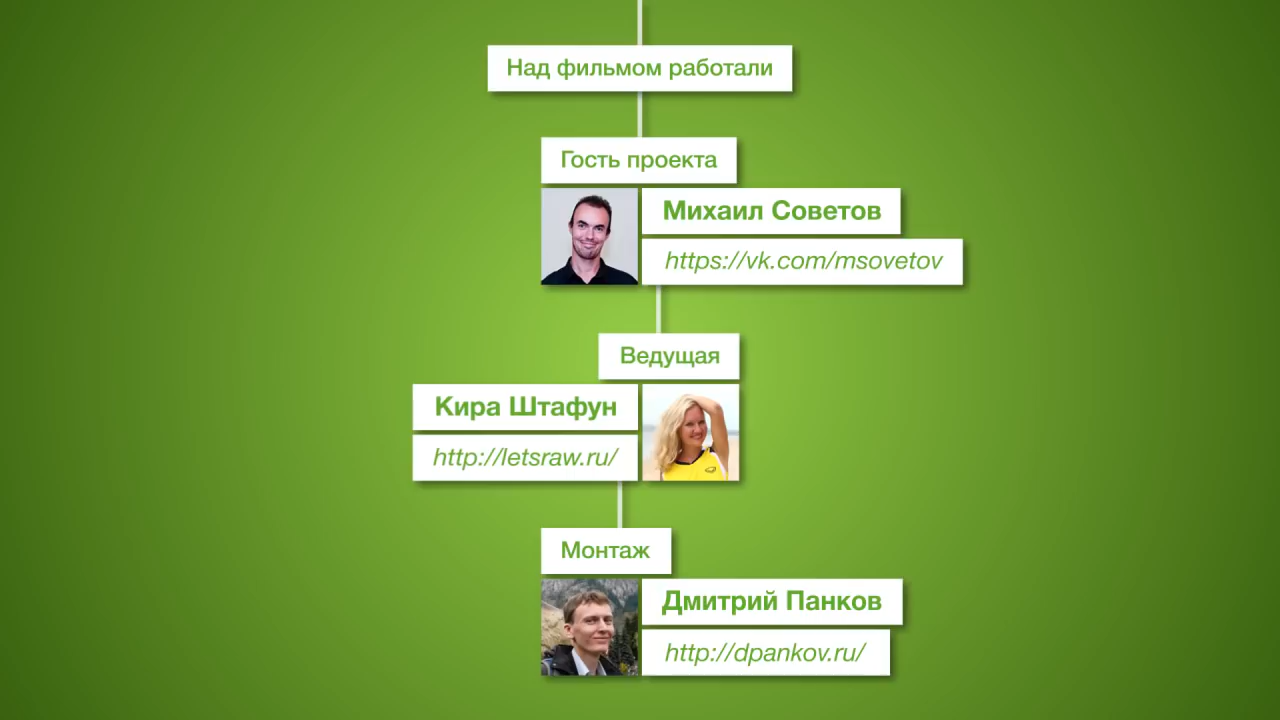 Над фильмом работали
Гость проекта
Михаил Советов
https://vk.com/msovetov
Ведущая
Кира Штафун
http://letsraw.ru/
Монтаж
Дмитрий Панков
http://dpankov.ru/